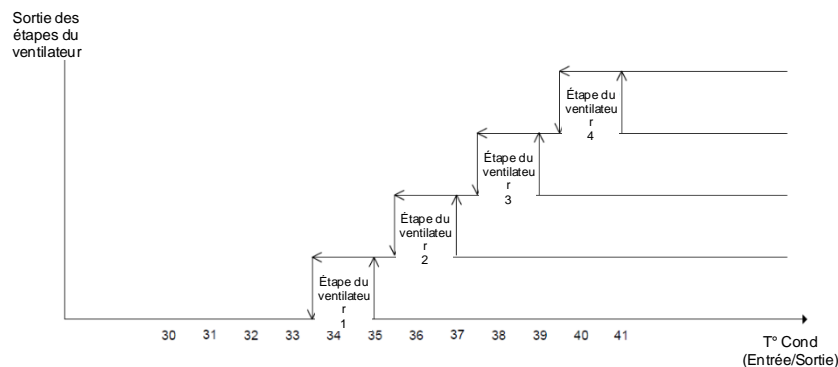 Sortie des
étapes du
ventilateur
Étape du
ventilateu
r
4
Étape du
ventilateu
r
3
Étape du
ventilateu
r
2
Étape du
ventilateu
r
1
30 31 32 33 34 35 36 37 38 39 40 41
T° Cond
(Entrée/Sortie)